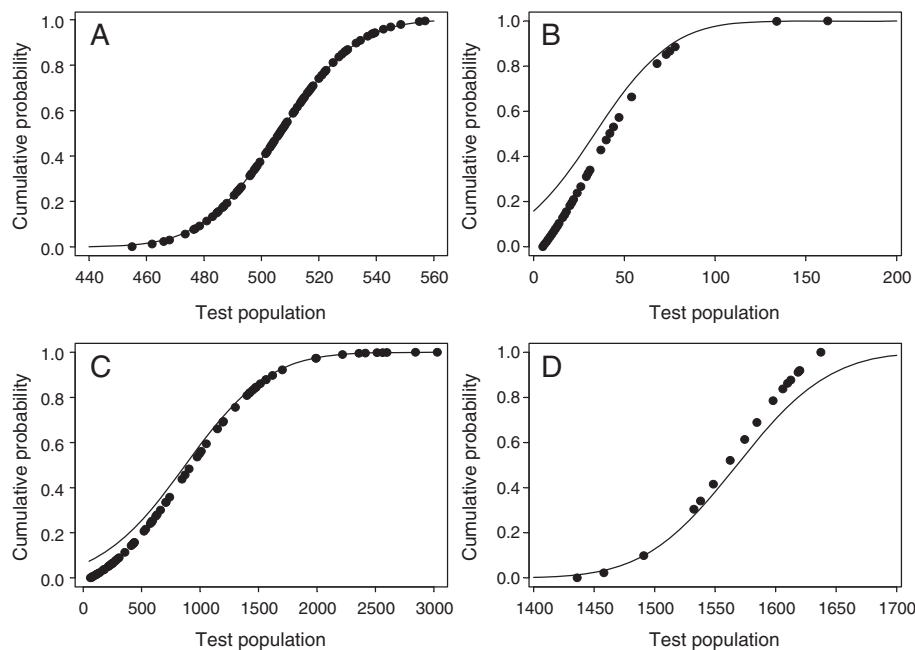 A
Cumulative probability
1.0
0.8
0.6
0.4
0.2
0.0
440 460 480 500 520 540 560
Test population
B
Cumulative probability
1.0
0.8
0.6
0.4
0.2
0.0
0 50 100 150 200
Test population
C
Cumulative probability
1.0
0.8
0.6
0.4
0.2
0.0
0 500 1000 1500 2000 2500 3000
Test population
D
Cumulative probability
1.0
0.8
0.6
0.4
0.2
0.0
1400 1450 1500 1550 1600 1650 1700
Test population